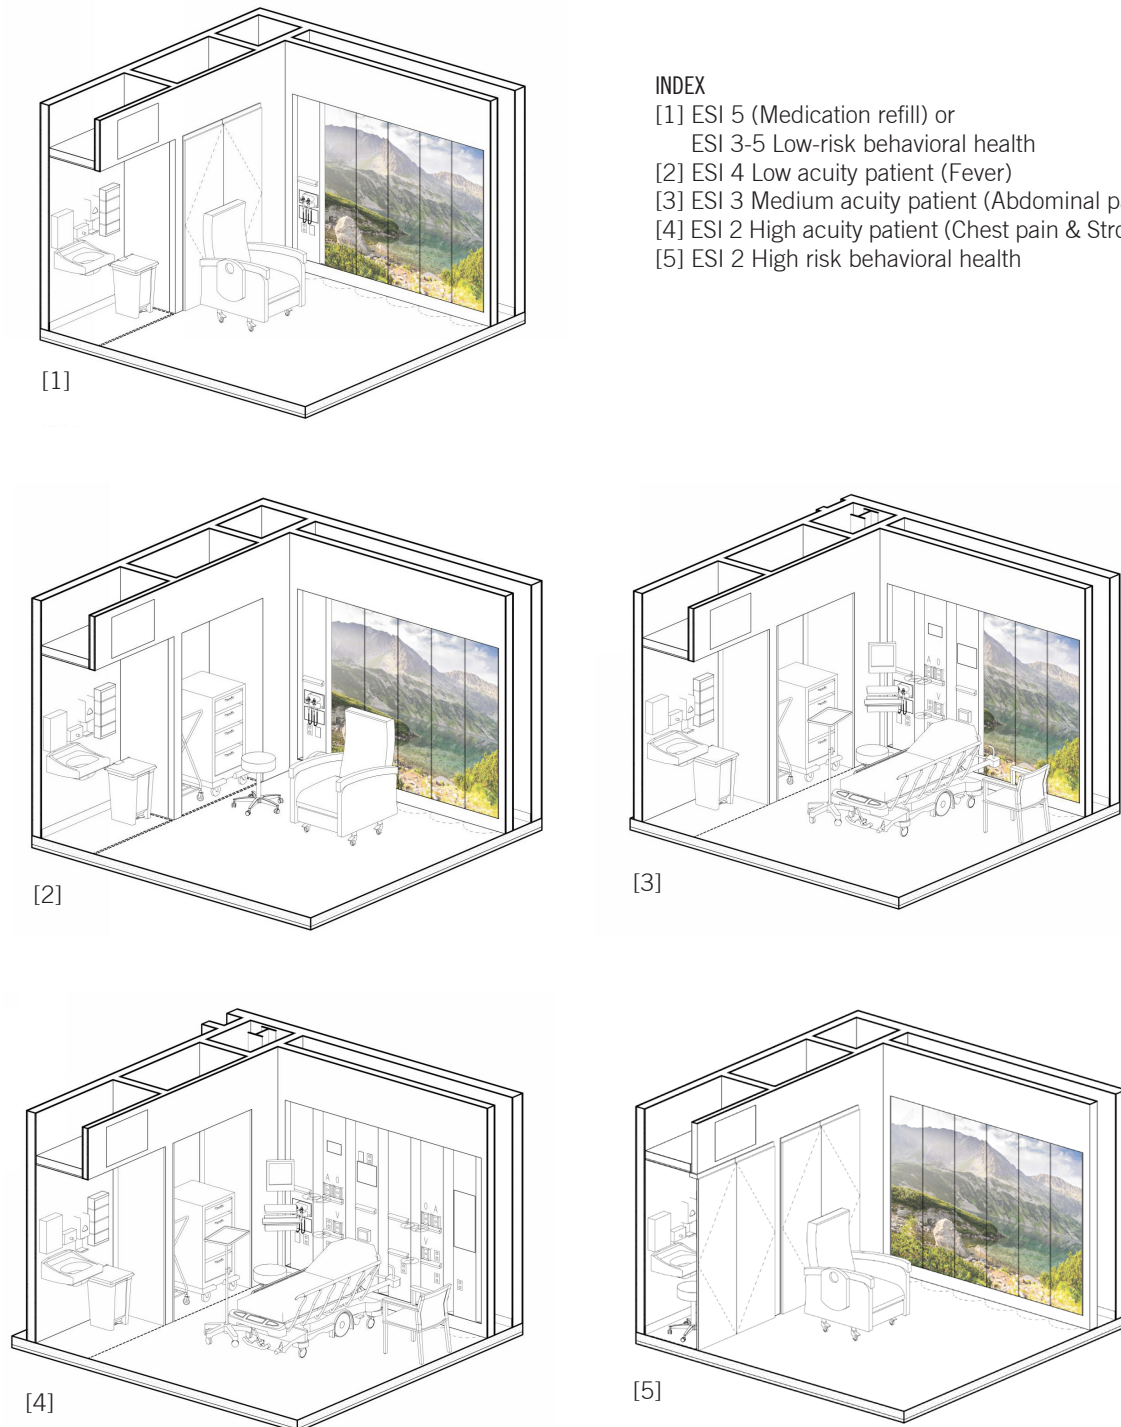 INDEX
[1] ESI 5 (Medication refill) or
ESI 3-5 Low-risk behavioral health
[2] ESI 4 Low acuity patient (Fever)
[3] ESI 3 Medium acuity patient (Abdominal
[4] ESI 2 High acuity patient (Chest pain &
[5] ESI 2 High risk behavioral health
[1]
[2]
A O
V
[3]
A O
V
O A
V
[4]
[5]